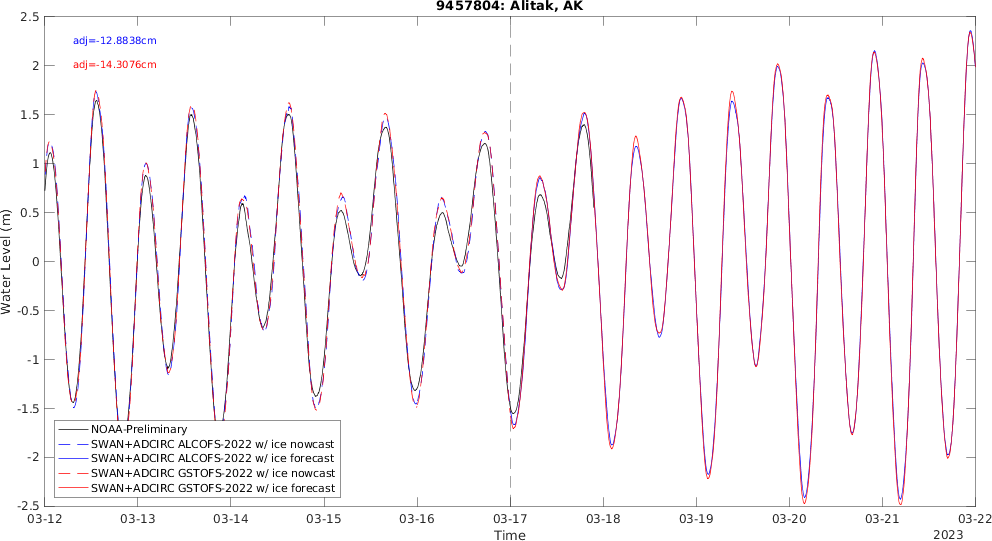 9457804: Alitak, AK
2.5
adj=-12.8838cm
2
adj=-14.3076cm
1.5
1
0.5
Water Level (m)
0
-0.5
-1
-1.5
NOAA-Preliminary
SWAN+ADCIRC ALCOFS-2022 w/ ice nowcast
SWAN+ADCIRC ALCOFS-2022 w/ ice forecast
-2
SWAN+ADCIRC GSTOFS-2022 w/ ice nowcast
SWAN+ADCIRC GSTOFS-2022 w/ ice forecast
-2.5
03-12 03-13 03-14 03-15 03-16 03-17 03-18 03-19 03-20 03-21 03-22
Time
2023